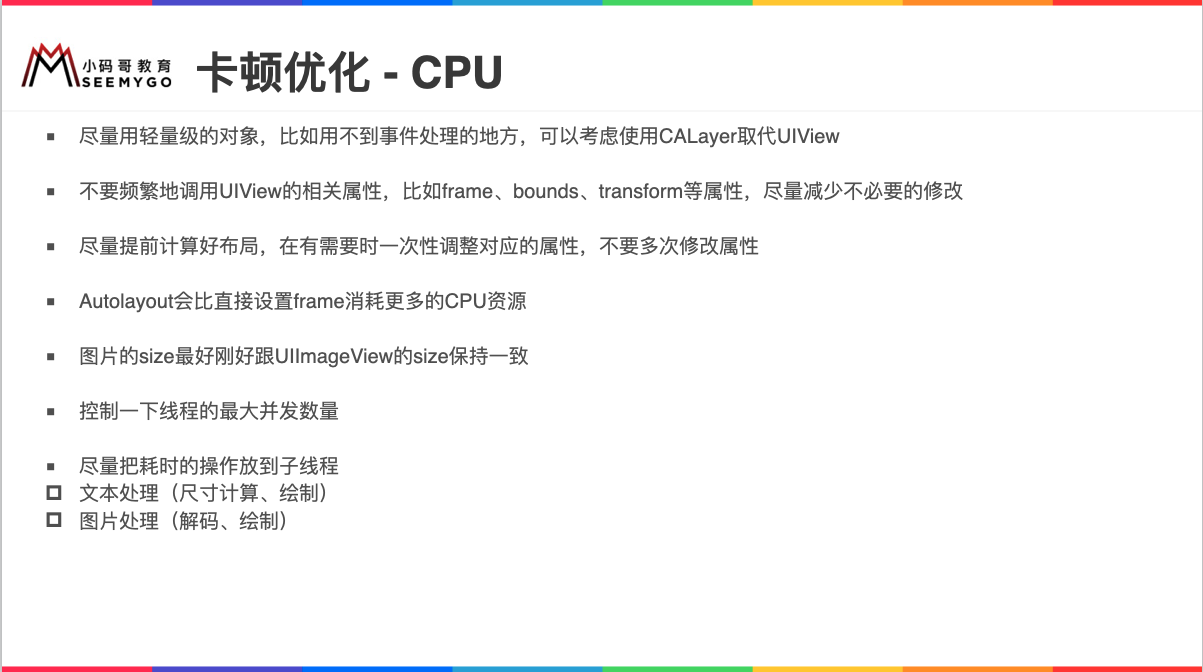 小码哥教育
SEEMYGO
卡顿优化 - CPU
尽量用轻量级的对象，比如用不到事件处理的地方，可以考虑使用CALayer取代UIView
不要频繁地调用UIView的相关属性，比如frame、bounds、transform等属性，尽量减少不必要的修改
尽量提前计算好布局，在有需要时一次性调整对应的属性，不要多次修改属性
Autolayout会比直接设置frame消耗更多的CPU资源
图片的size最好刚好跟UIImageView的size保持一致
控制一下线程的最大并发数量
尽量把耗时的操作放到子线程
文本处理（尺寸计算、绘制）
图片处理（解码、绘制）